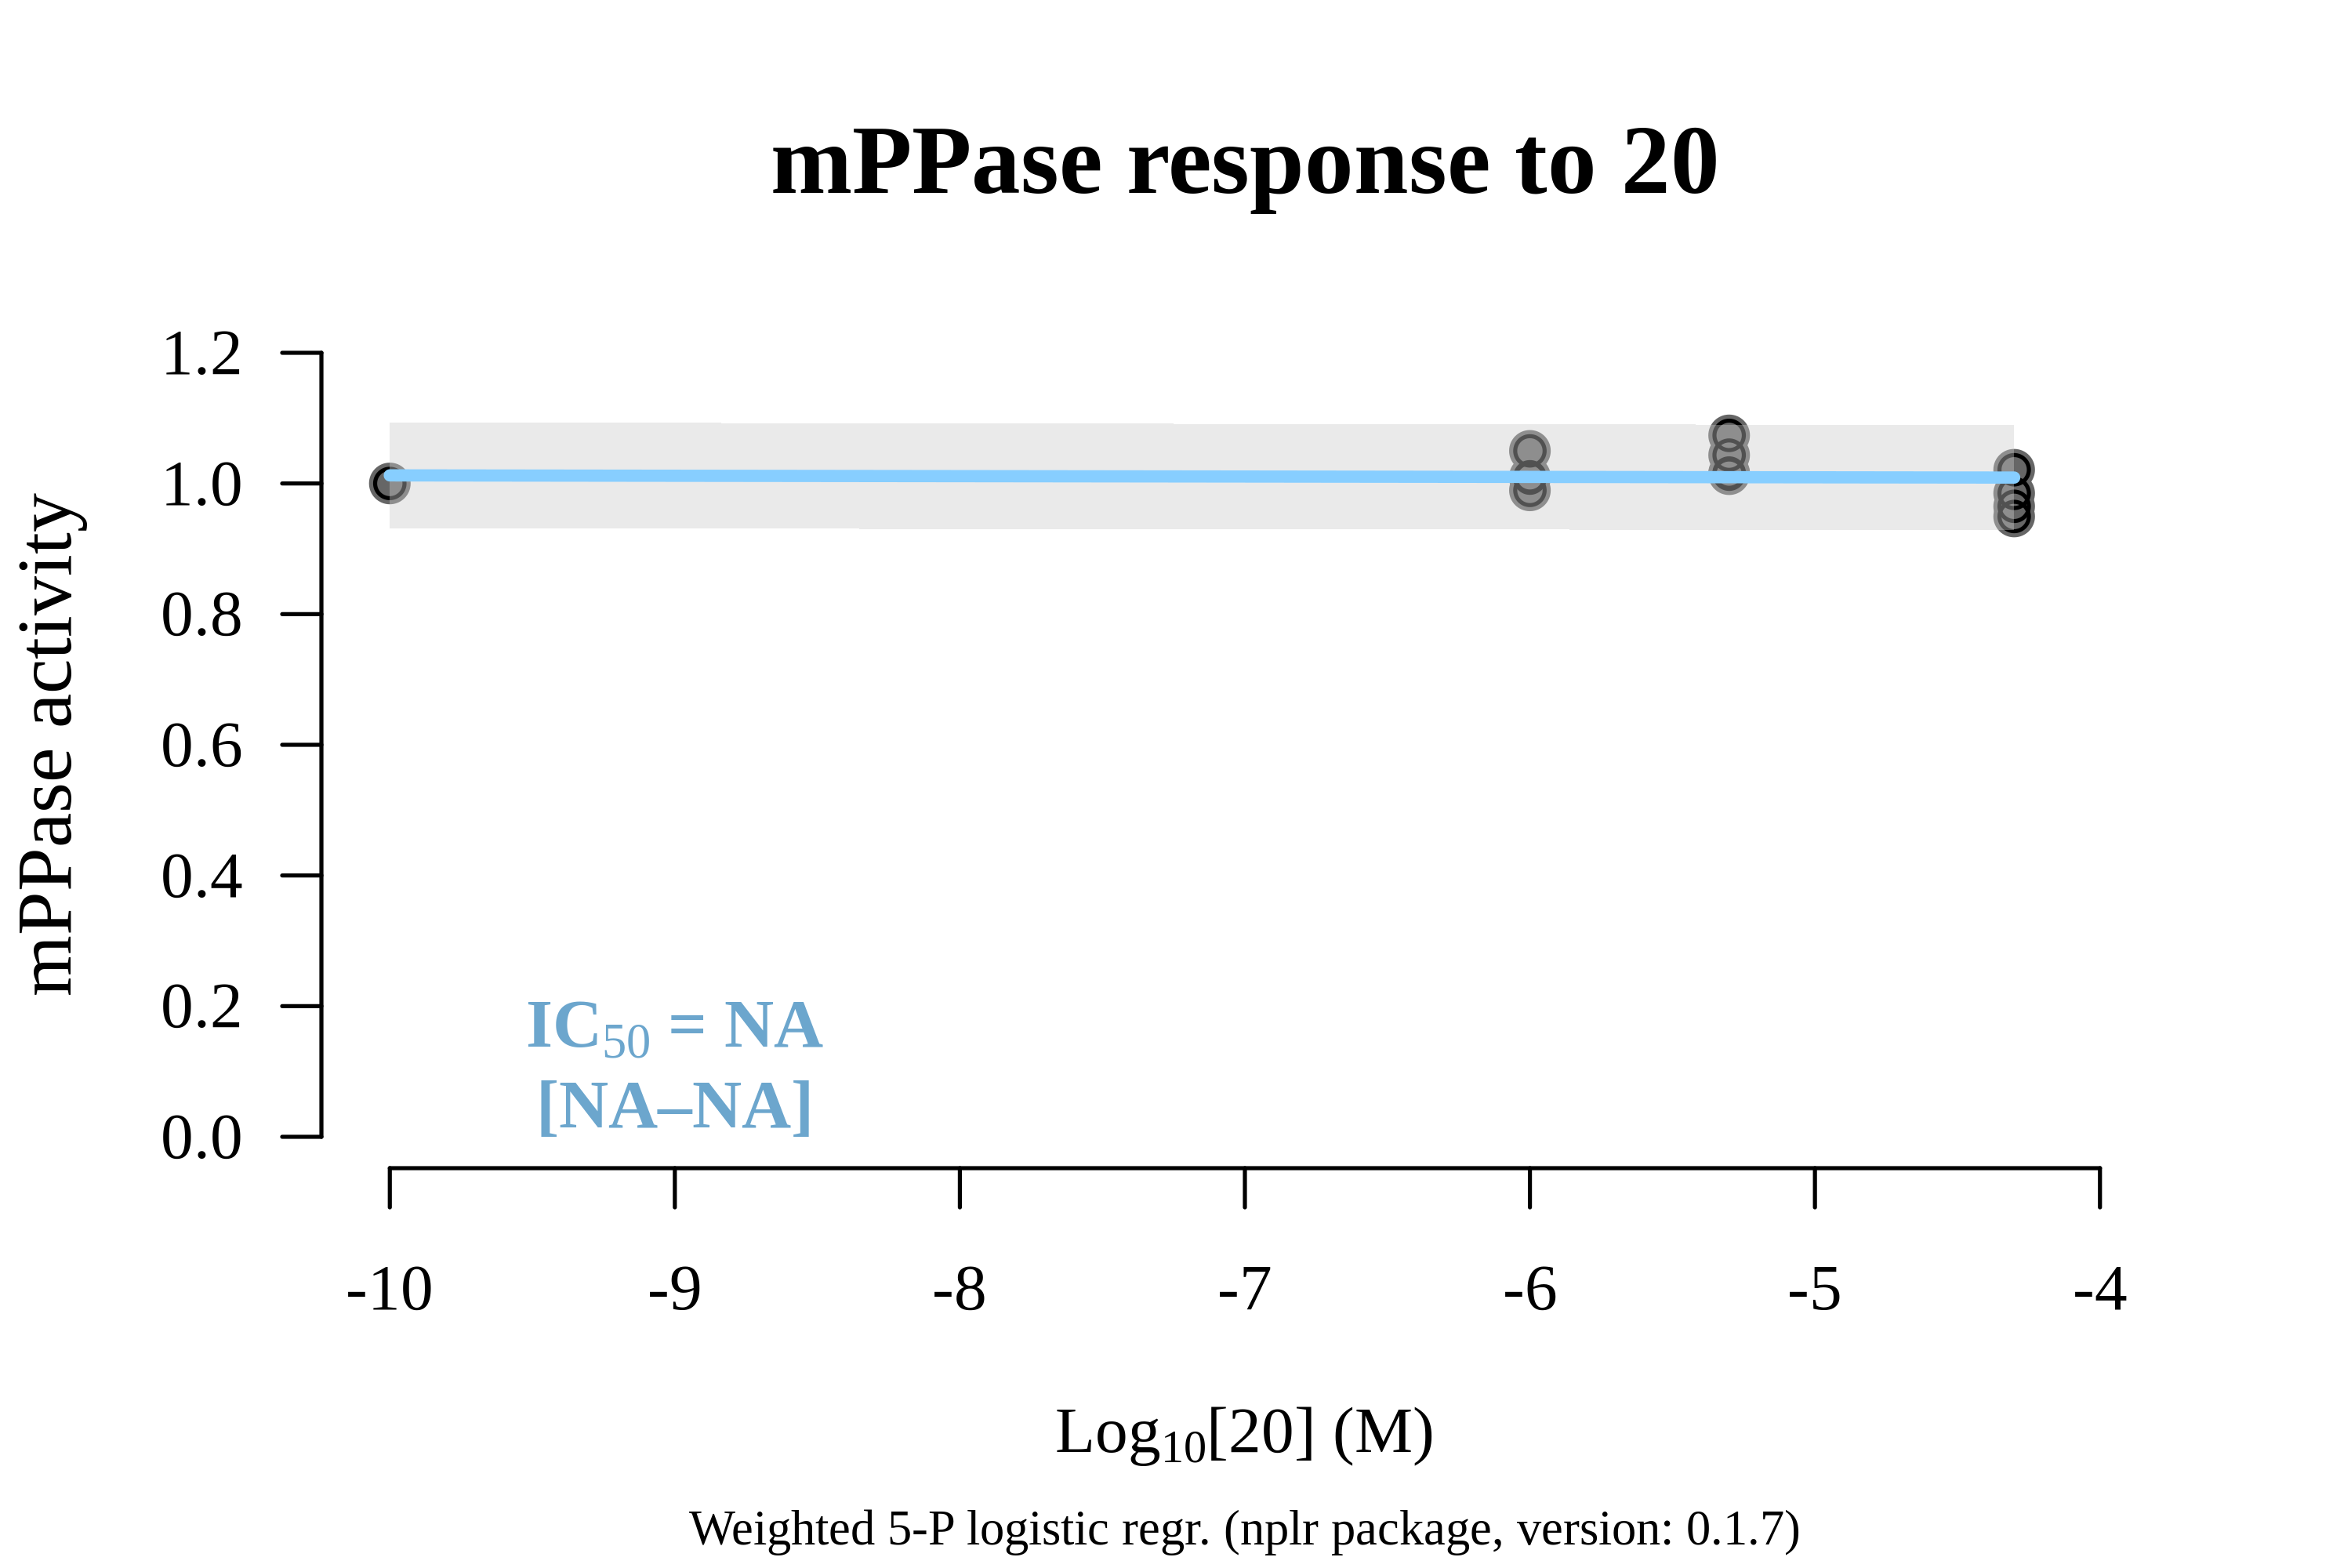 mPPase response to 20
mPPase activity
1.2
1.0
0.8
0.6
0.4
0.2
0.0
IC50 = NA
[NA–NA]
-10 -9 -8 -7 -6 -5 -4
Log10[20] (M)
Weighted 5-P logistic regr. (nplr package, version: 0.1.7)